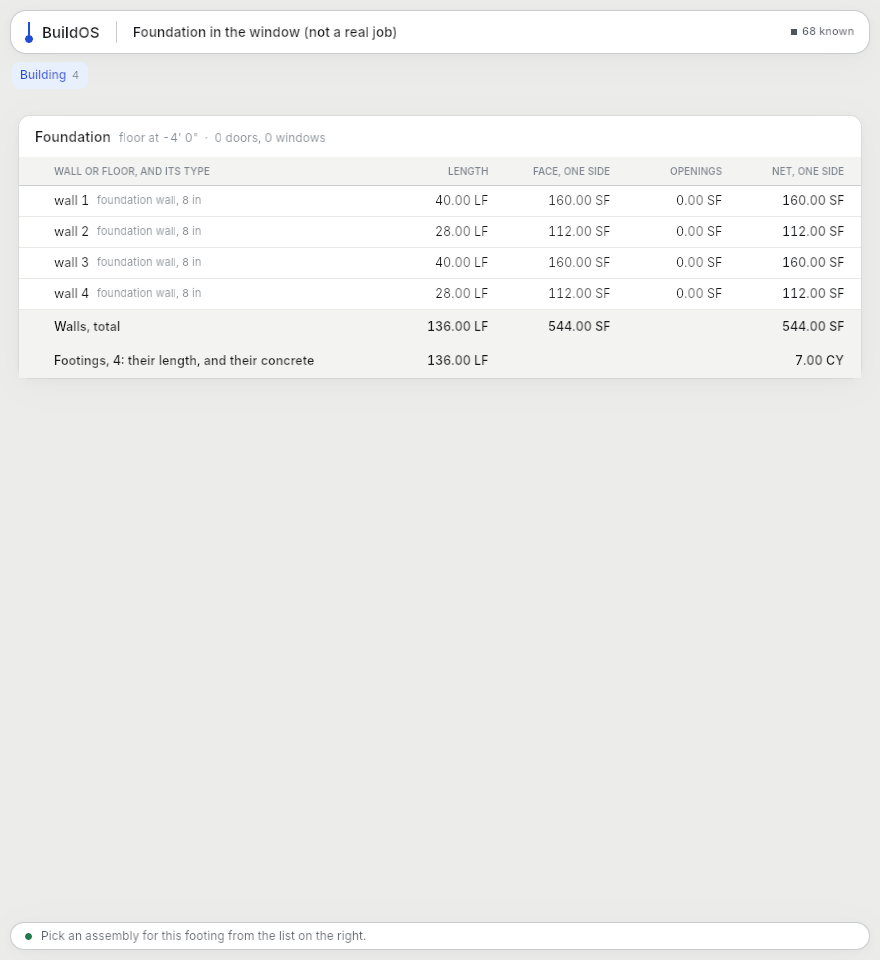 BuildOS Foundation in the window (not a real job) 68 known
Building 4
Foundation floor at -4' 0" · 0 doors, 0 windows
WALL OR FLOOR, AND ITS TYPE LENGTH FACE, ONE SIDE OPENINGS NET, ONE SIDE
wall 1 foundation wall, 8 in 40.00 LF 160.00 SF 0.00 SF 160.00 SF
wall 2 foundation wall, 8 in 28.00 LF 112.00 SF 0.00 SF 112.00 SF
wall 3 foundation wall, 8 in 40.00 LF 160.00 SF 0.00 SF 160.00 SF
wall 4 foundation wall, 8 in 28.00 LF 112.00 SF 0.00 SF 112.00 SF
Walls, total 136.00 LF 544.00 SF 544.00 SF
Footings, 4: their length, and their concrete 136.00 LF 7.00 CY
Pick an assembly for this footing from the list on the right.